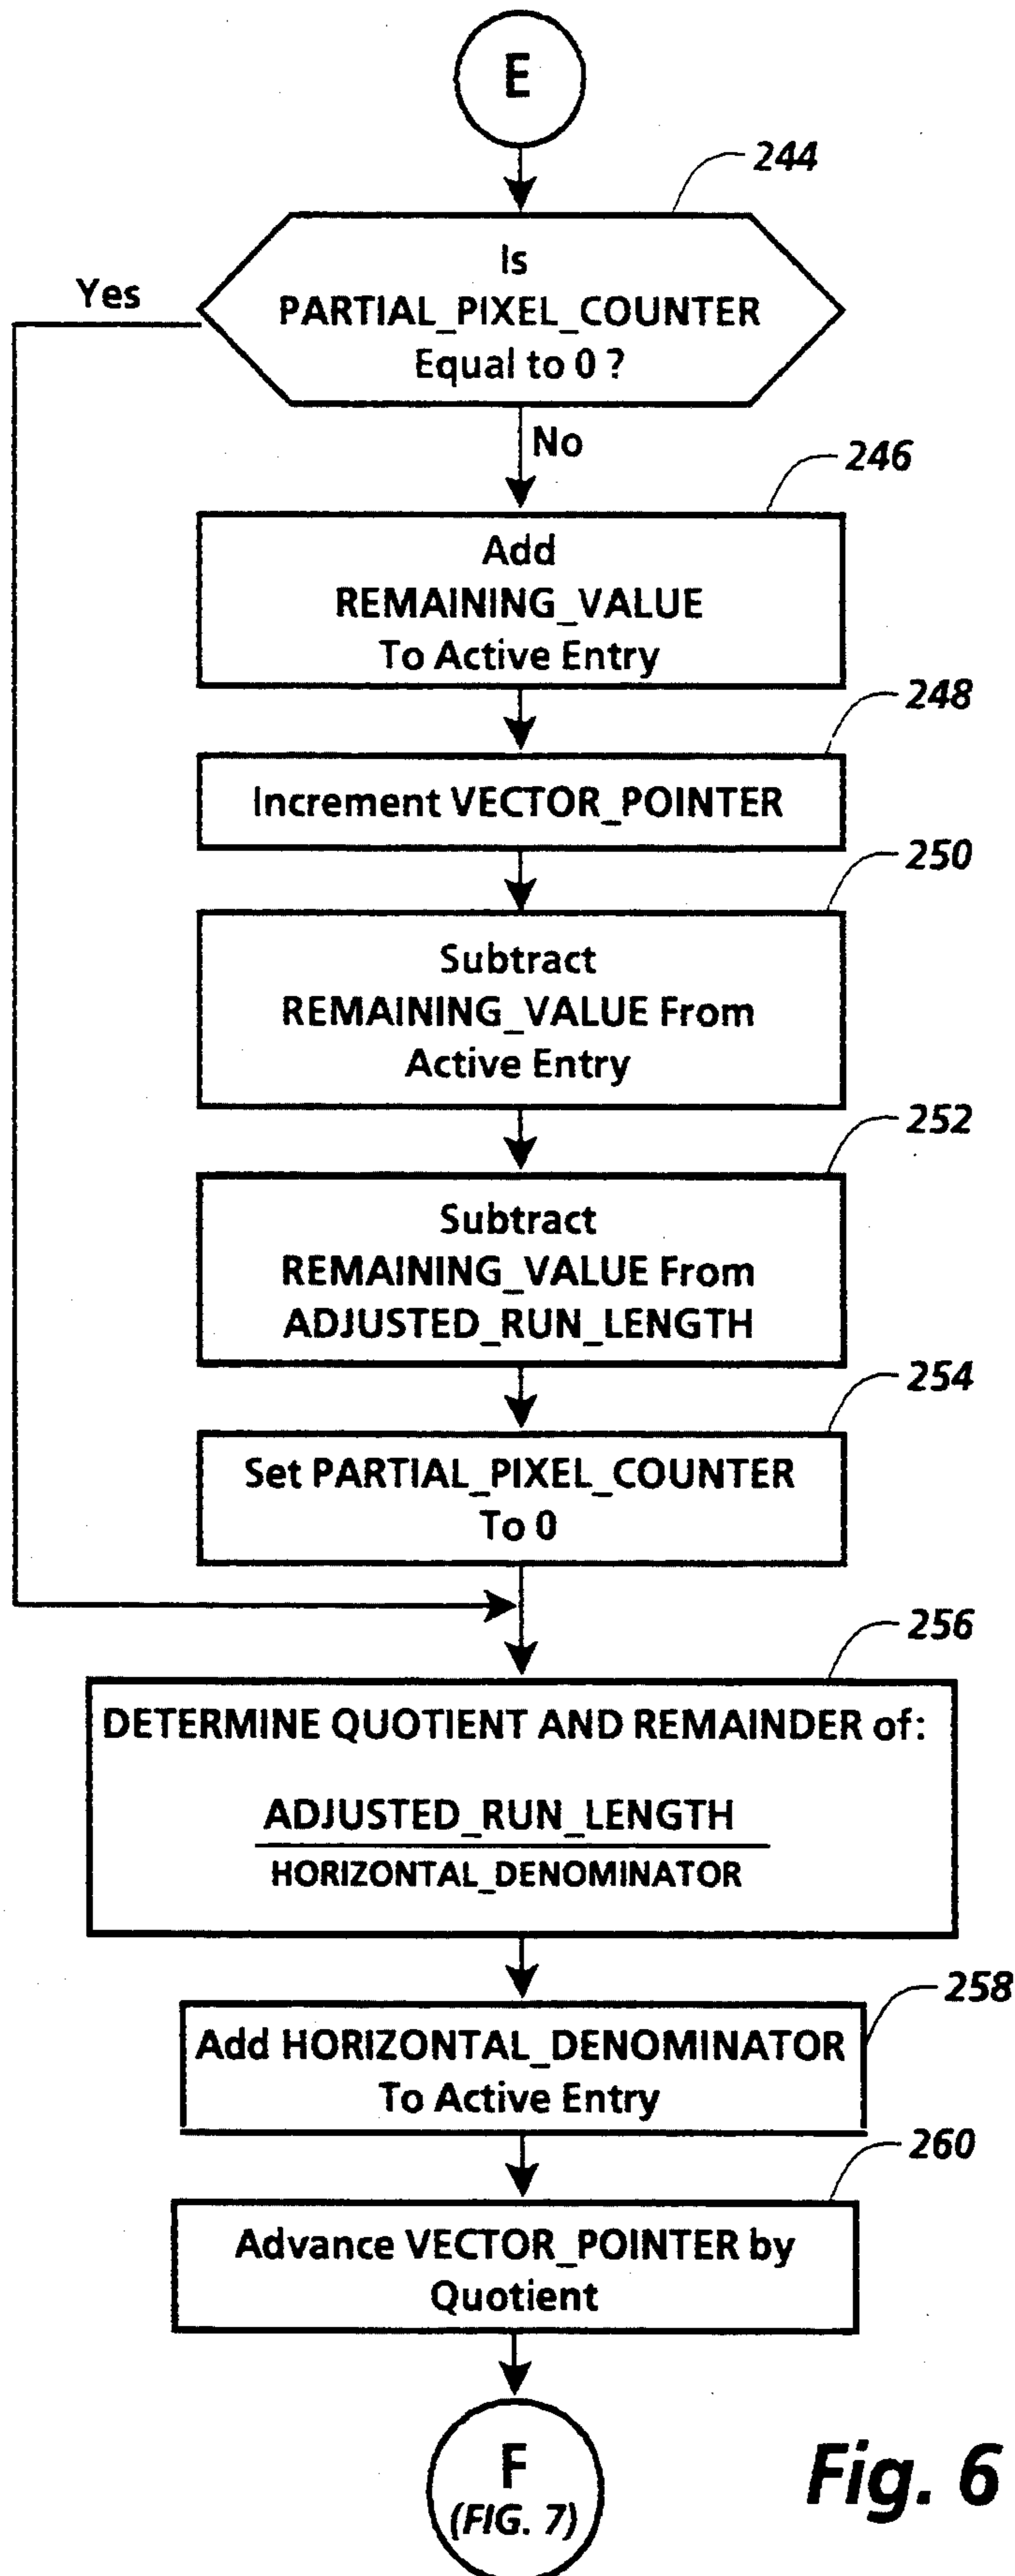 E
244
Is
PARTIAL_PIXEL_COUNTER
Equal to 0 ?
Yes
No
246
Add
REMAINING_VALUE
To Active Entry
248
Increment VECTOR_POINTER
250
Subtract
REMAINING_VALUE From
Active Entry
252
Subtract
REMAINING_VALUE From
ADJUSTED_RUN_LENGTH
254
Set PARTIAL_PIXEL_COUNTER
To 0
256
DETERMINE QUOTIENT AND REMAINDER of:
ADJUSTED_RUN_LENGTH
HORIZONTAL_DENOMINATOR
258
Add HORIZONTAL_DENOMINATOR
To Active Entry
260
Advance VECTOR_POINTER by
Quotient
F
(FIG. 7)
Fig. 6